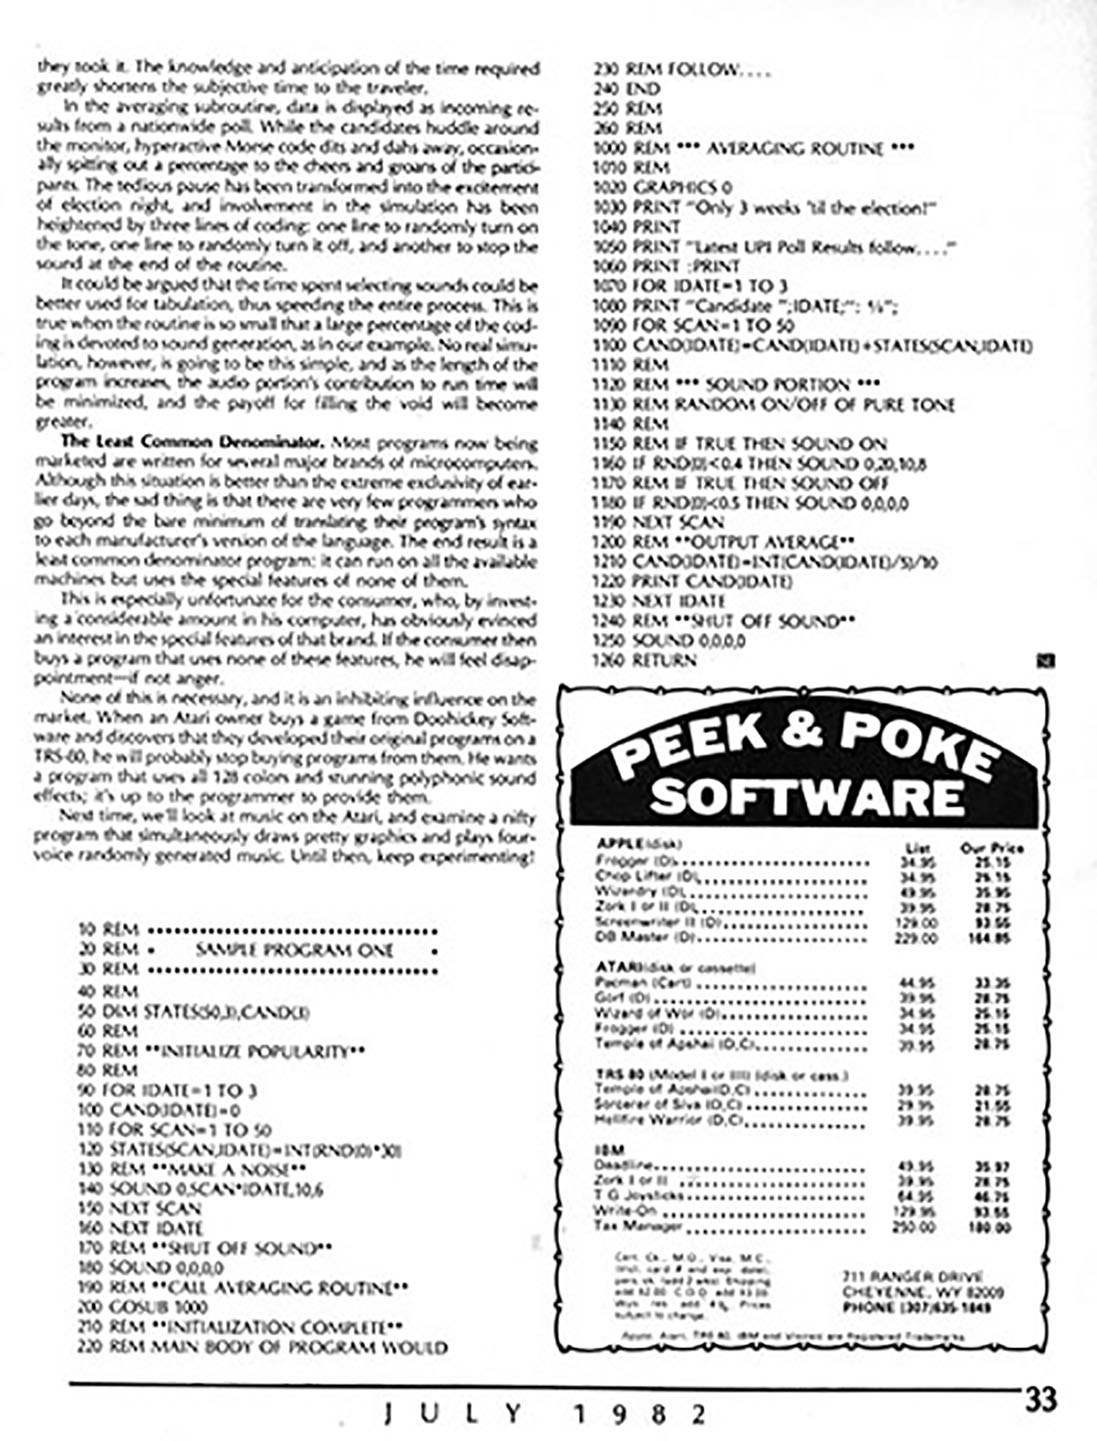 they took it. The knowledge and anticipation of the time required
greatly shortens the subjective time to the traveler.
In the averaging subroutine, data is displayed as incoming re-
sults from a nationwide poll. While the candidates huddle around
the monitor, hyperactive Morse code dits and dahs away, occasion-
ally spitting out a percentage to the cheers and groans of the partici-
pants. The tedious pause has been transformed into the excitement
of election night, and involvement in the simulation has been
heightened by three lines of coding: one line to randomly turn on
the tone, one line to randomly turn it off, and another to stop the
sound at the end of the routine.
It could be argued that the time spent selecting sounds could be
better used for tabulation, thus speeding the entire process. This is
true when the routine is so small that a large percentage of the cod-
ing is devoted to sound generation, as in our example. No real simu-
lation, however, is going to be this simple, and as the length of the
program increases, the audio portion's contribution to run time will
be minimized, and the payoff for filling the void will become
greater.
The Least Common Denominator. Most programs now being
marketed are written for several major brands of microcomputers.
Although this situation is better than the extreme exclusivity of ear-
lier days, the sad thing is that there are very few programmers who
go beyond the bare minimum of translating their program's syntax
to each manufacturer's version of the language. The end result is a
least common denominator program: it can run on all the available
machines but uses the special features of none of them.
This is especially unfortunate for the consumer, who, by invest-
ing a considerable amount in his computer, has obviously evinced
an interest in the special features of that brand. If the consumer then
buys a program that uses none of these features, he will feel disap-
pointment—if not anger.
None of this is necessary, and it is an inhibiting influence on the
market. When an Atari owner buys a game from Doohickey Soft-
ware and discovers that they developed their original programs on a
TRS-80, he will probably stop buying programs from them. He wants
a program that uses all 128 colors and stunning polyphonic sound
effects; it's up to the programmer to provide them.
Next time, we'll look at music on the Atari, and examine a nifty
program that simultaneously draws pretty graphics and plays four-
voice randomly generated music. Until then, keep experimenting!
10 REM ********************************
20 REM * SAMPLE PROGRAM ONE *
30 REM ********************************
40 REM
50 DIM STATES(50,3),CAND(3)
60 REM
70 REM **INITIALIZE POPULARITY**
80 REM
90 FOR IDATE=1 TO 3
100 CAND(IDATE)=0
110 FOR SCAN=1 TO 50
120 STATES(SCAN,IDATE)=INT(RND(0)*30)
130 REM **MAKE A NOISE**
140 SOUND 0,SCAN*IDATE,10,6
150 NEXT SCAN
160 NEXT IDATE
170 REM **SHUT OFF SOUND**
180 SOUND 0,0,0,0
190 REM **CALL AVERAGING ROUTINE**
200 GOSUB 1000
210 REM **INITIALIZATION COMPLETE**
220 REM MAIN BODY OF PROGRAM WOULD
230 REM FOLLOW....
240 END
250 REM
260 REM
1000 REM *** AVERAGING ROUTINE ***
1010 REM
1020 GRAPHICS 0
1030 PRINT "Only 3 weeks 'til the election!"
1040 PRINT
1050 PRINT "Latest UPI Poll Results follow...."
1060 PRINT :PRINT
1070 FOR IDATE=1 TO 3
1080 PRINT "Candidate ";IDATE;": %";
1090 FOR SCAN=1 TO 50
1100 CAND(IDATE)=CAND(IDATE)+STATES(SCAN,IDATE)
1110 REM
1120 REM *** SOUND PORTION ***
1130 REM RANDOM ON/OFF OF PURE TONE
1140 REM
1150 REM IF TRUE THEN SOUND ON
1160 IF RND(0)<0.4 THEN SOUND 0,20,10,8
1170 REM IF TRUE THEN SOUND OFF
1180 IF RND(0)<0.5 THEN SOUND 0,0,0,0
1190 NEXT SCAN
1200 REM **OUTPUT AVERAGE**
1210 CAND(IDATE)=INT(CAND(IDATE)/5)/10
1220 PRINT CAND(IDATE)
1230 NEXT IDATE
1240 REM **SHUT OFF SOUND**
1250 SOUND 0,0,0,0
1260 RETURN
PEEK & POKE
SOFTWARE
APPLE (disk) List Our Price
Frogger (D) 34.95 25.15
Chop Lifter (D) 34.95 25.15
Wizardry (D) 49.95 35.95
Zork I or II (D) 39.95 28.75
Screenwriter II (D) 129.00 93.55
DB Master (D) 229.00 164.85
ATARI (disk or cassette)
Pacman (Cart) 44.95 33.35
Gorf (D) 39.95 28.75
Wizard of Wor (D) 34.95 25.15
Frogger (D) 34.95 25.15
Temple of Apshai (D,C) 39.95 28.75
TRS 80 (Model I or III) (disk or cass.)
Temple of Apshai (D,C) 39.95 28.75
Sorcerer of Siva (D,C) 29.95 21.55
Hellfire Warrior (D,C) 39.95 28.75
IBM
Deadline 49.95 35.97
Zork I or II 39.95 28.75
T G Joysticks 64.95 46.75
Write-On 129.95 93.55
Tax Manager 250.00 180.00
Cert. Ck., M.O., Visa, M.C.,
card # and exp. date),
Shipping
add $2.00. C.O.D. add
res. add 4%. Prices
subject to change.
711 RANGER DRIVE
CHEYENNE, WY 82009
PHONE (307)635-1849
Apple, Atari, TRS 80, IBM and are Registered Trademarks
JULY 1982
33